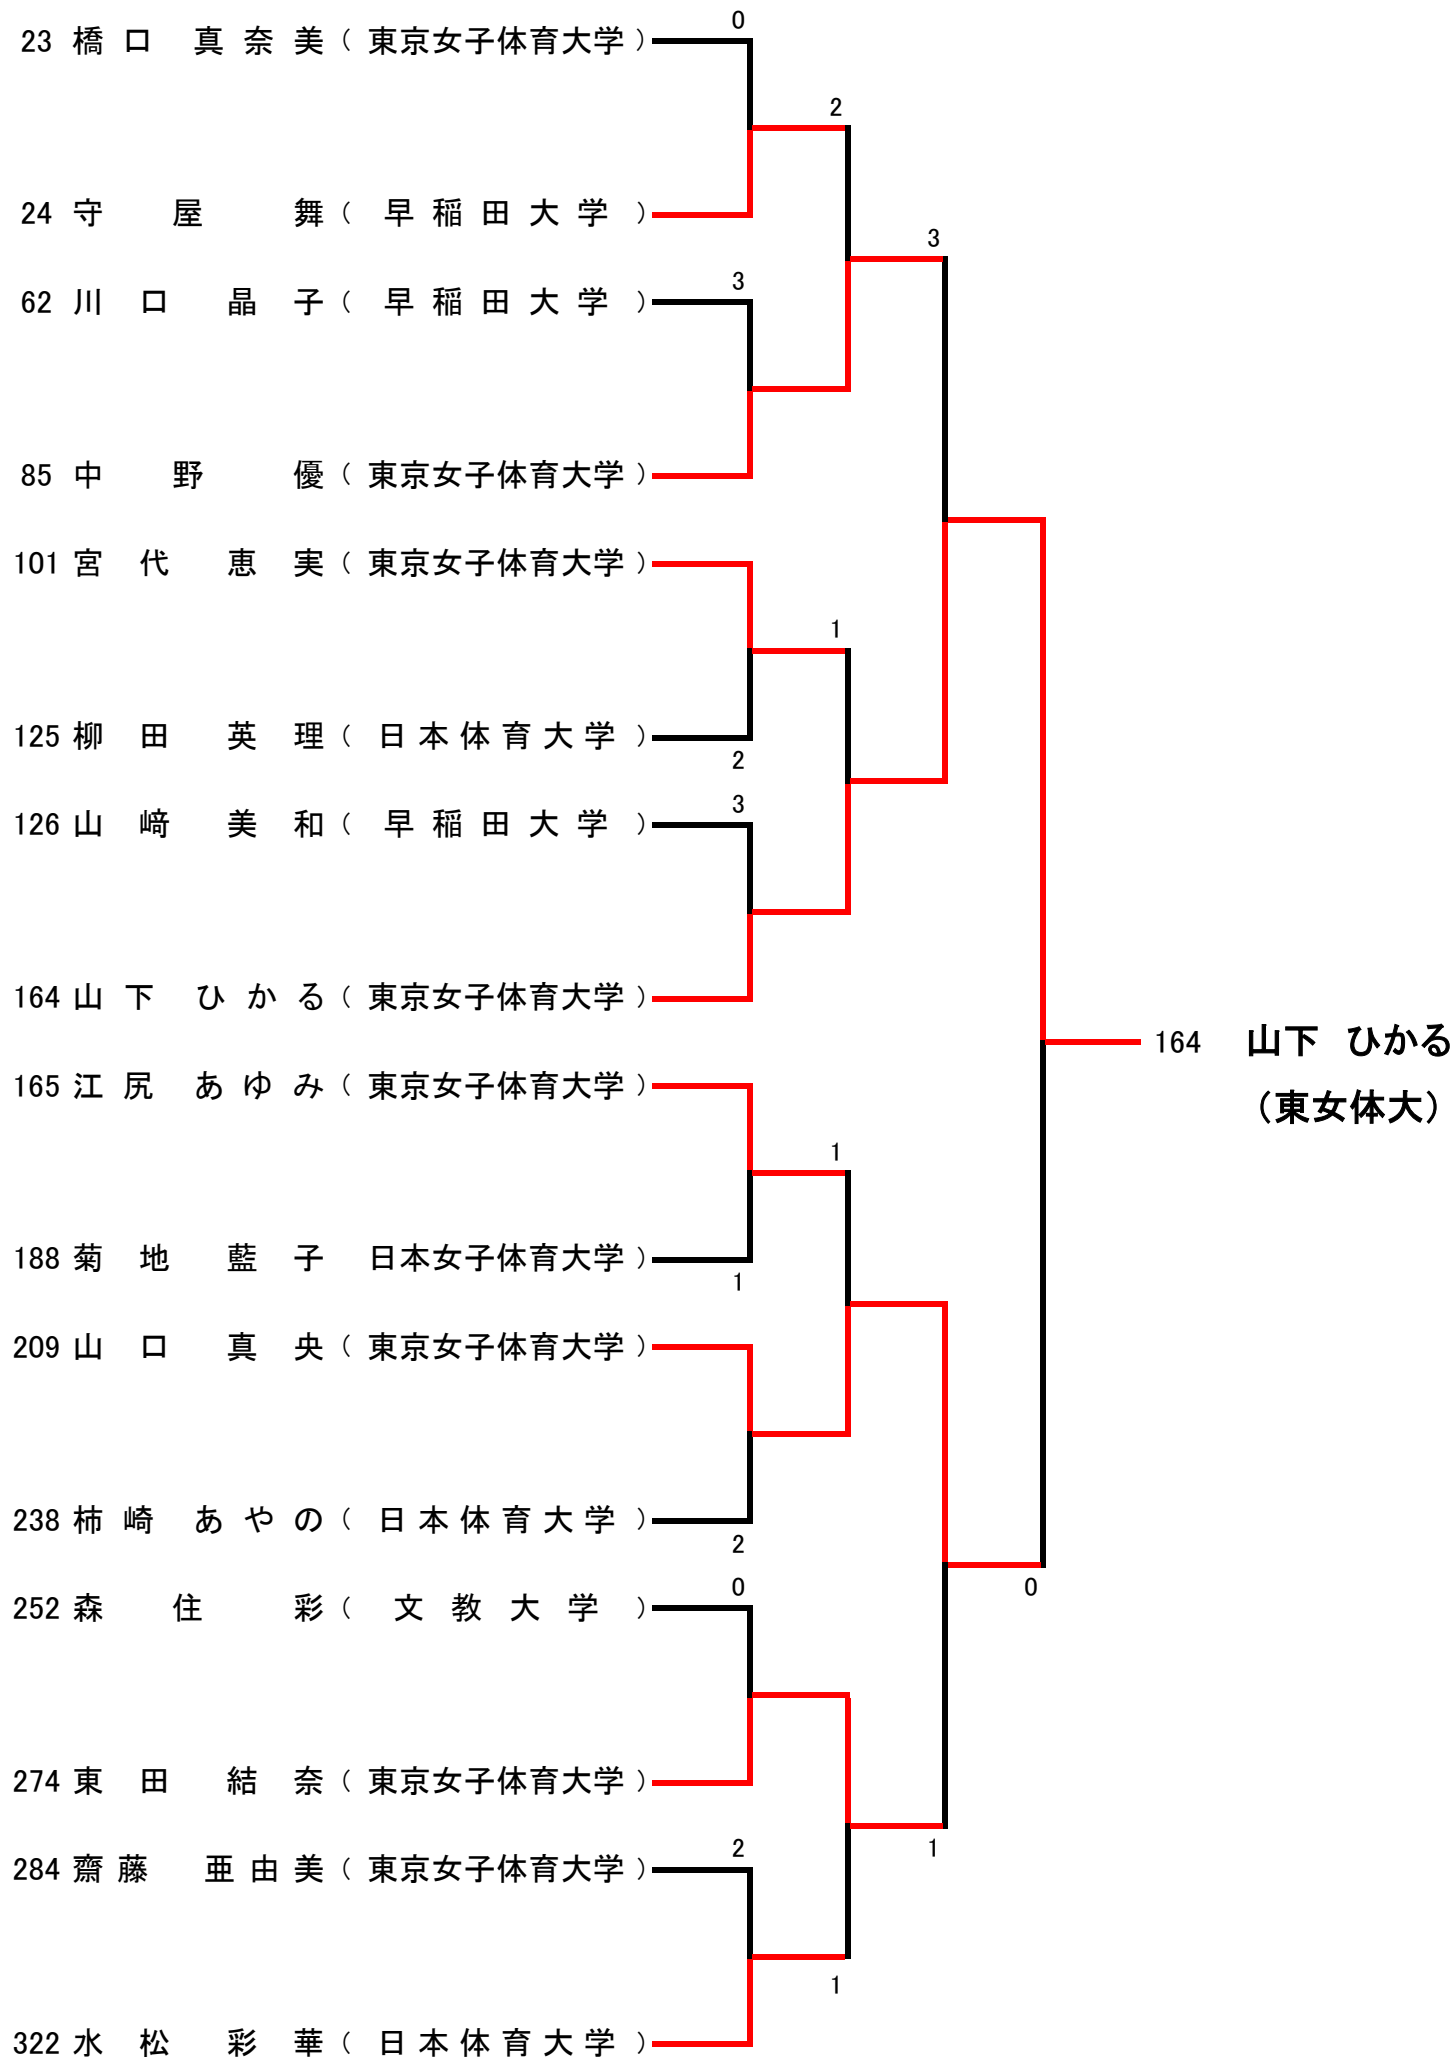 0
23 橋口 真奈美（ 東京女子体育大学 ）
2
24 守屋 舞（ 早稲田大学 ）
3
3
62 川口 晶子（ 早稲田大学 ）
85 中野 優（ 東京女子体育大学 ）
101 宮代 恵実（ 東京女子体育大学 ）
1
125 柳田 英理（ 日本体育大学 ）
2
3
126 山﨑 美和（ 早稲田大学 ）
164 山下 ひかる（ 東京女子体育大学 ）
164 山下 ひかる
（東女体大）
165 江尻 あゆみ（ 東京女子体育大学 ）
1
188 菊地 藍子 日本女子体育大学 ）
1
209 山口 真央（ 東京女子体育大学 ）
238 柿崎 あやの（ 日本体育大学 ）
2
0
0
252 森住 彩（ 文教大学 ）
274 東田 結奈（ 東京女子体育大学 ）
2
1
284 齋藤 亜由美（ 東京女子体育大学 ）
1
322 水松 彩華（ 日本体育大学 ）